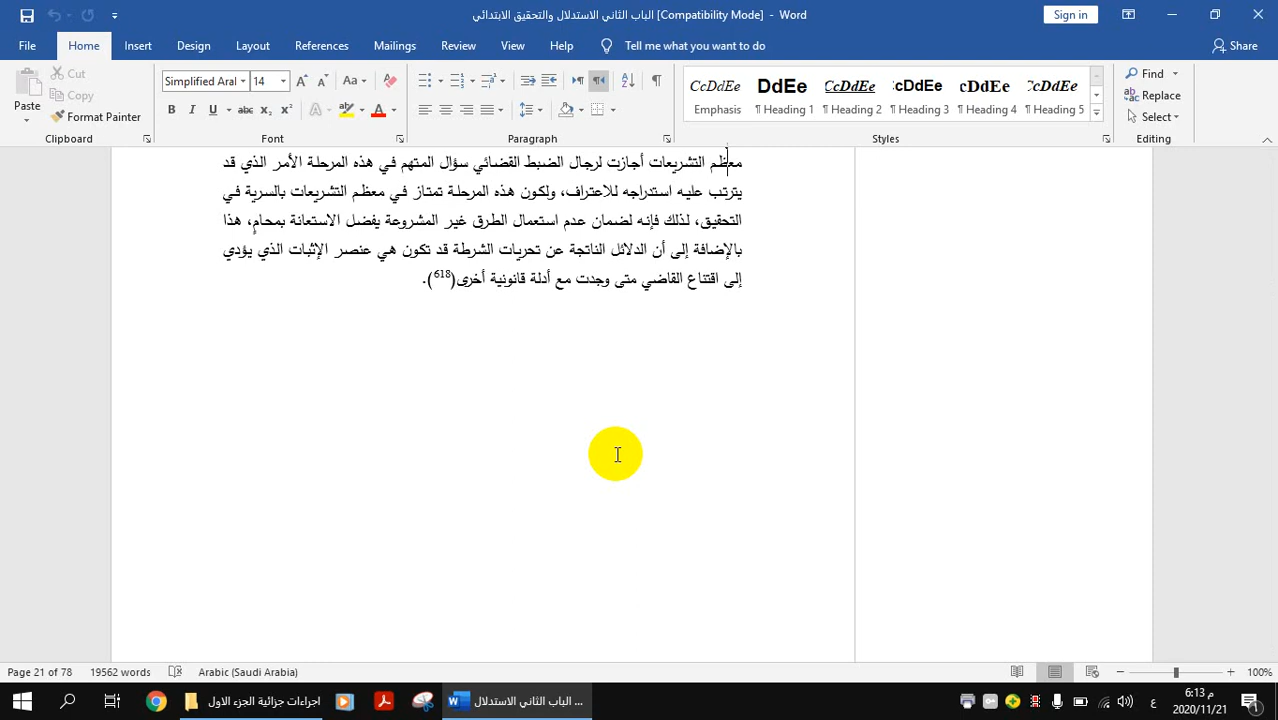 الباب الثاني الاستدلال والتحقيق الابتدائي [Compatibility Mode] - Word
Sign in
File Home Insert Design Layout References Mailings Review View Help Tell me what you want to do Share
Paste
Cut
Copy
Format Painter
Clipboard
Simplified Aral 14
Font
Paragraph
CcDdEe DdEe CcDdEe CcDdEe CcDdEe CcDdEe
Emphasis ¶ Heading 1 ¶ Heading 2 ¶ Heading 3 ¶ Heading 4 ¶ Heading 5
Styles
Find
Replace
Select
Editing
معظم التشريعات أجازت لرجال الضبط القضائي سؤال المتهم في هذه المرحلة الأمر الذي قد
يترتب عليه استدراجه للاعتراف، ولكون هذه المرحلة تمتاز في معظم التشريعات بالسرية في
التحقيق، لذلك فإنه لضمان عدم استعمال الطرق غير المشروعة يفضل الاستعانة بمحامٍ، هذا
بالإضافة إلى أن الدلائل الناتجة عن تحريات الشرطة قد تكون هي عنصر الإثبات الذي يؤدي
إلى اقتناع القاضي متى وجدت مع أدلة قانونية أخرى(618).
Page 21 of 78 19562 words Arabic (Saudi Arabia) 100%
اجراءات جزائية الجزء الاول
الباب الثاني الاستدلال ...
ع
6:13 م
2020/11/21